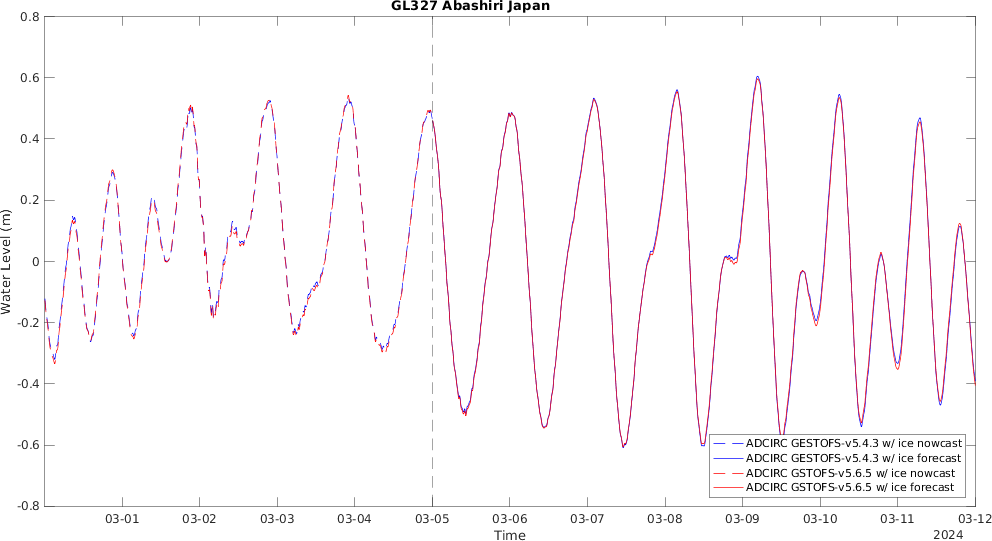 GL327 Abashiri Japan
0.8
0.6
0.4
0.2
0
-0.2
-0.4
-0.6
-0.8
Water Level (m)
ADCIRC GESTOFS-v5.4.3 w/ ice nowcast
ADCIRC GESTOFS-v5.4.3 w/ ice forecast
ADCIRC GSTOFS-v5.6.5 w/ ice nowcast
ADCIRC GSTOFS-v5.6.5 w/ ice forecast
03-01 03-02 03-03 03-04 03-05 03-06 03-07 03-08 03-09 03-10 03-11 03-12
Time
2024